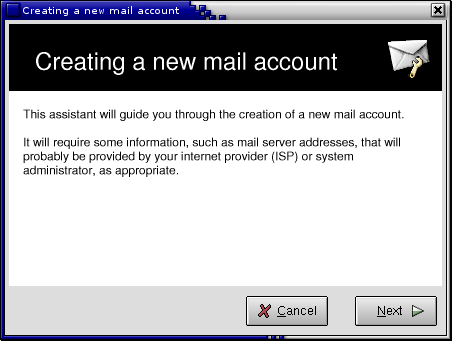 Creating a new mail account
Creating a new mail account
This assistant will guide you through the creation of a new mail account.
It will require some information, such as mail server addresses, that will
probably be provided by your internet provider (ISP) or system
administrator, as appropriate.
Cancel
Next